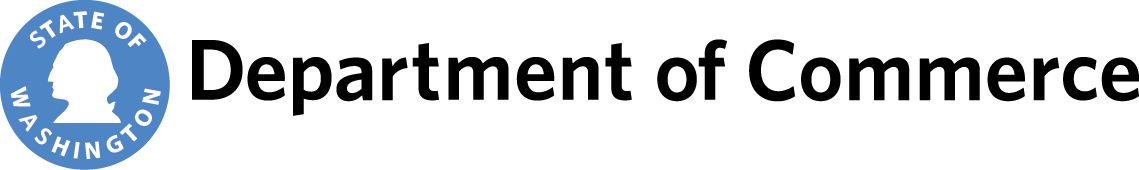 STATE OF
WASHINGTON
Department of Commerce